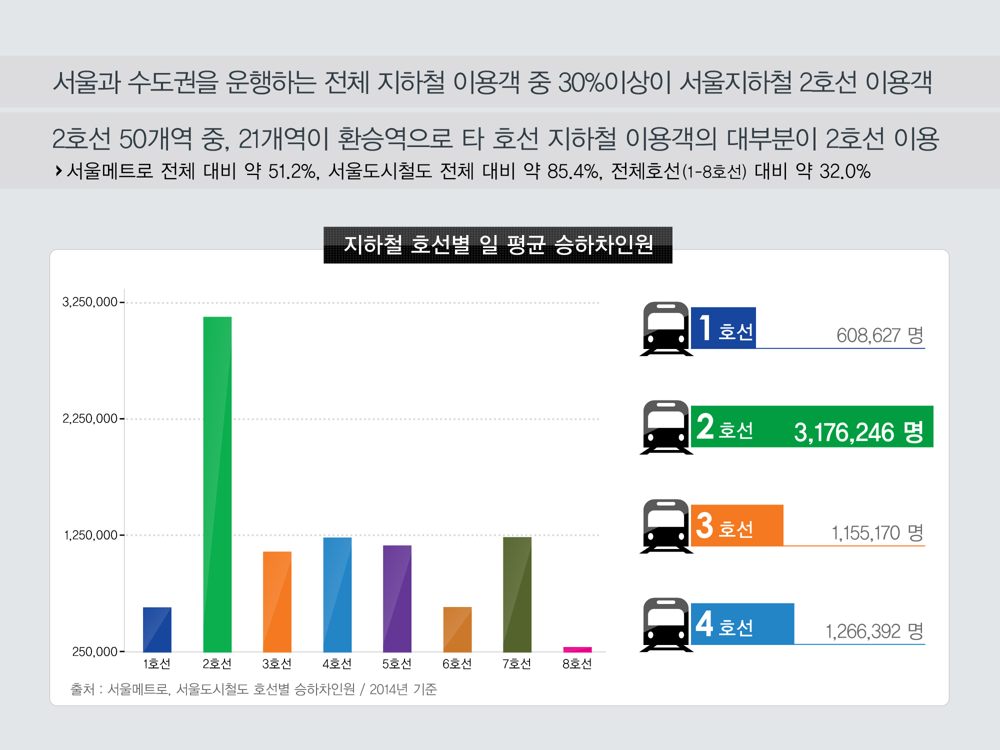 서울과 수도권을 운행하는 전체 지하철 이용객 중 30%이상이 서울지하철 2호선 이용객
2호선 50개역 중, 21개역이 환승역으로 타 호선 지하철 이용객의 대부분이 2호선 이용
서울메트로 전체 대비 약 51.2%, 서울도시철도 전체 대비 약 85.4%, 전체호선(1-8호선) 대비 약 32.0%
지하철 호선별 일 평균 승하차인원
3,250,000
2,250,000
1,250,000
250,000
1호선 2호선 3호선 4호선 5호선 6호선 7호선 8호선
출처 : 서울메트로, 서울도시철도 호선별 승하차인원 / 2014년 기준
1 호선 608,627 명
2 호선 3,176,246 명
3 호선 1,155,170 명
4 호선 1,266,392 명